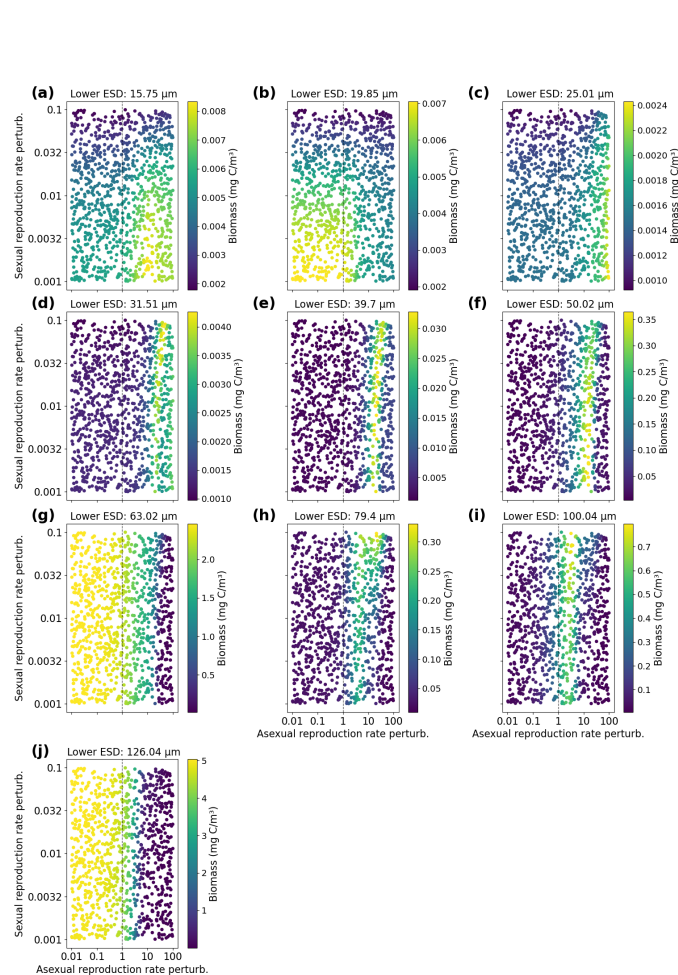 (a) Lower ESD: 15.75 μm
Sexual reproduction rate perturb.
0.1
0.032
0.01
0.0032
0.001
0.008
0.007
0.006
0.005
0.004
0.003
0.002
Biomass (mg C/m³)
(b) Lower ESD: 19.85 μm
0.007
0.006
0.005
0.004
0.003
0.002
Biomass (mg C/m³)
(c) Lower ESD: 25.01 μm
0.0024
0.0022
0.0020
0.0018
0.0016
0.0014
0.0012
0.0010
Biomass (mg C/m³)
(d) Lower ESD: 31.51 μm
Sexual reproduction rate perturb.
0.1
0.032
0.01
0.0032
0.001
0.0040
0.0035
0.0030
0.0025
0.0020
0.0015
0.0010
Biomass (mg C/m³)
(e) Lower ESD: 39.7 μm
0.030
0.025
0.020
0.015
0.010
0.005
Biomass (mg C/m³)
(f) Lower ESD: 50.02 μm
0.35
0.30
0.25
0.20
0.15
0.10
0.05
Biomass (mg C/m³)
(g) Lower ESD: 63.02 μm
Sexual reproduction rate perturb.
0.1
0.032
0.01
0.0032
0.001
2.0
1.5
1.0
0.5
Biomass (mg C/m³)
(h) Lower ESD: 79.4 μm
0.30
0.25
0.20
0.15
0.10
0.05
Biomass (mg C/m³)
0.01 0.1 1 10 100
Asexual reproduction rate perturb.
(i) Lower ESD: 100.04 μm
0.7
0.6
0.5
0.4
0.3
0.2
0.1
Biomass (mg C/m³)
0.01 0.1 1 10 100
Asexual reproduction rate perturb.
(j) Lower ESD: 126.04 μm
Sexual reproduction rate perturb.
0.1
0.032
0.01
0.0032
0.001
5
4
3
2
1
Biomass (mg C/m³)
0.01 0.1 1 10 100
Asexual reproduction rate perturb.